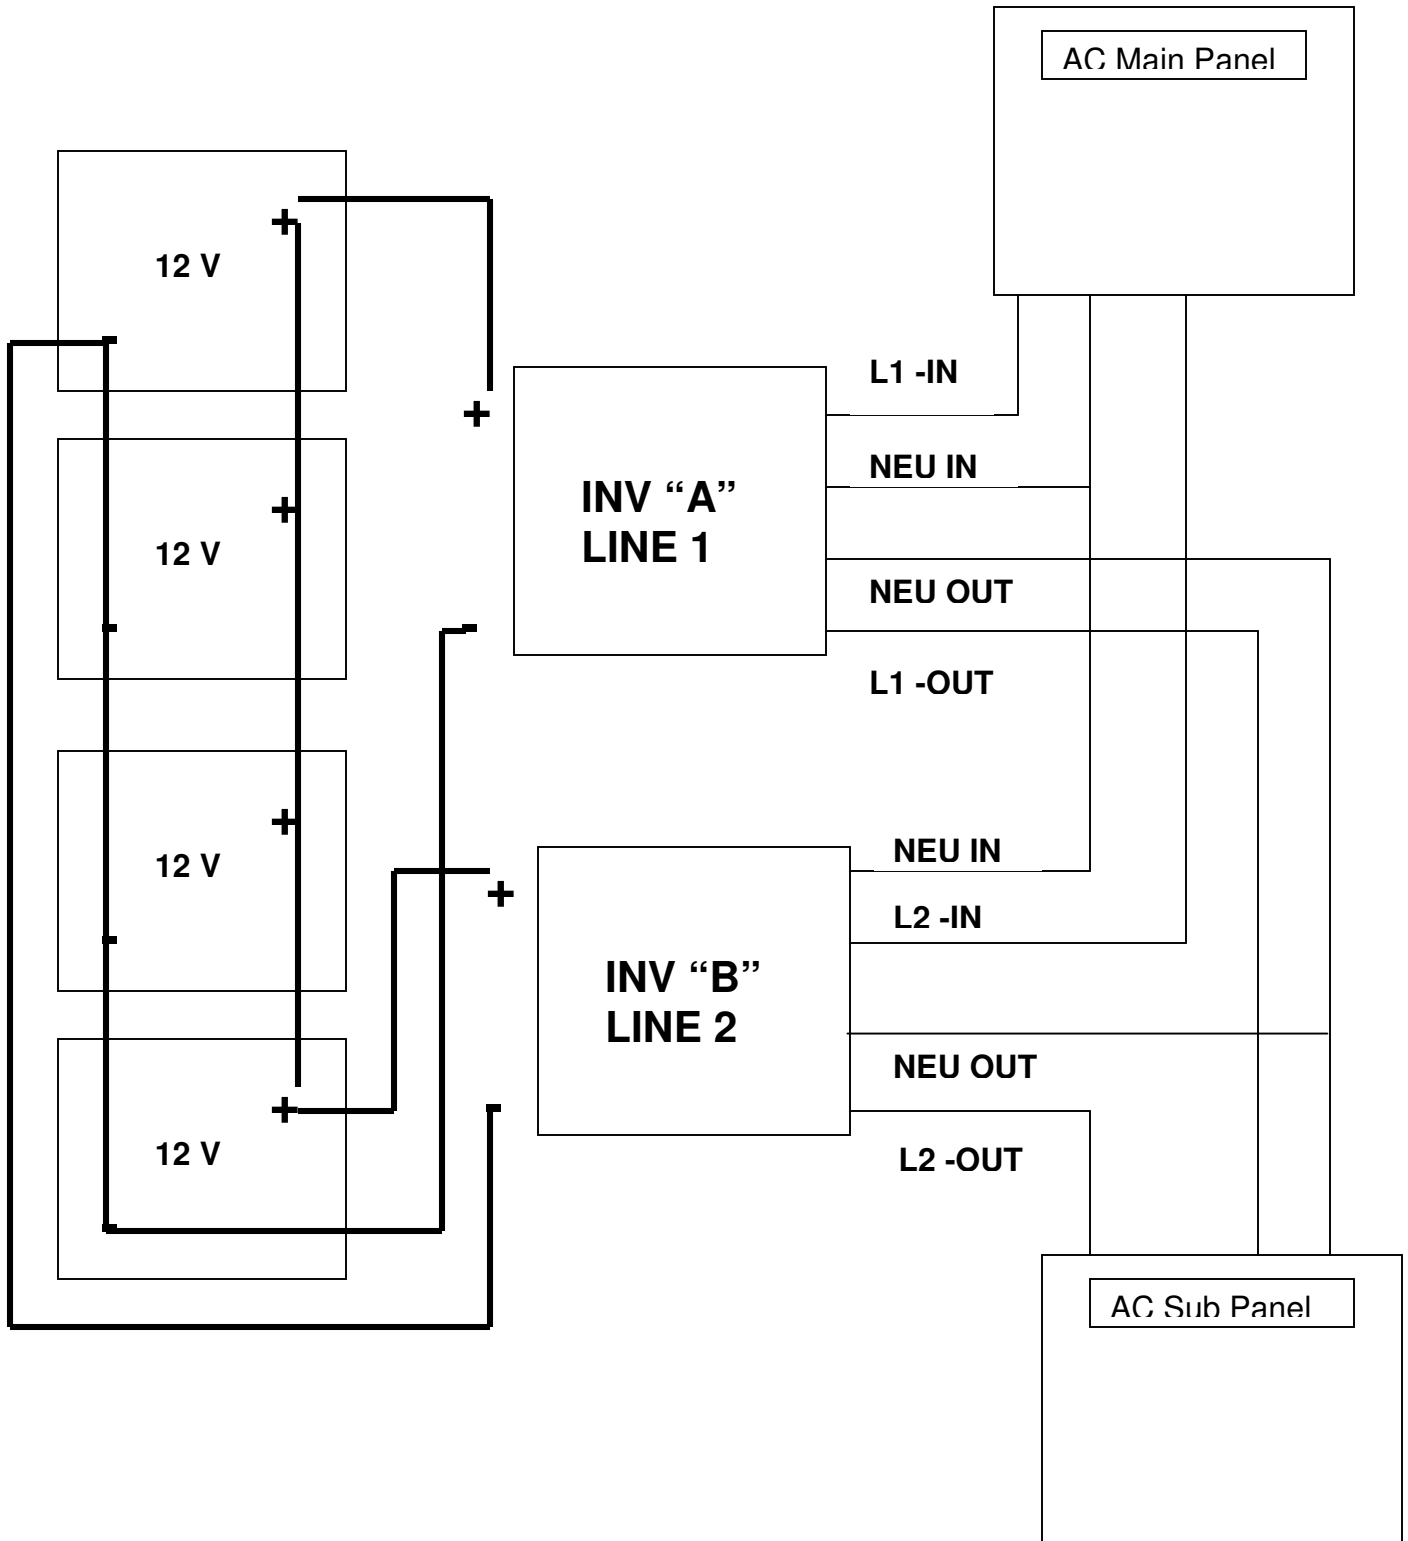 AC Main Panel
+
12 V
-
L1 -IN
+
NEU IN
INV “A”
LINE 1
+
12 V
NEU OUT
-
-
L1 -OUT
+
12 V
NEU IN
+
L2 -IN
-
INV “B”
LINE 2
NEU OUT
+
-
12 V
L2 -OUT
-
AC Sub Panel